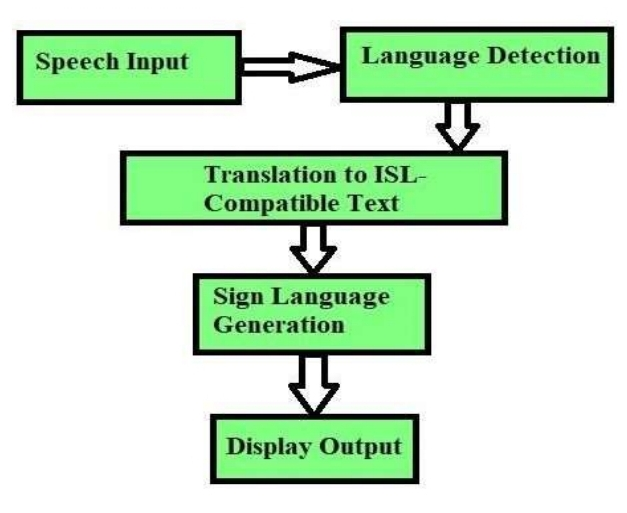 Speech Input
Language Detection
Translation to ISL-
Compatible Text
Sign Language
Generation
Display Output